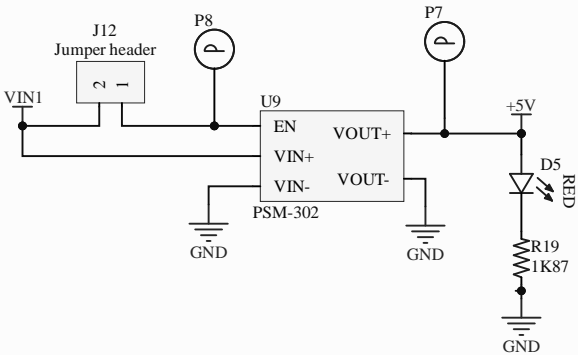 P7
J12
Jumper header
P8
P
P
2
1
VIN1
U9
+5V
EN
VOUT+
VIN+
VIN-
VOUT-
D5
RED
PSM-302
GND
GND
R19
1K87
GND